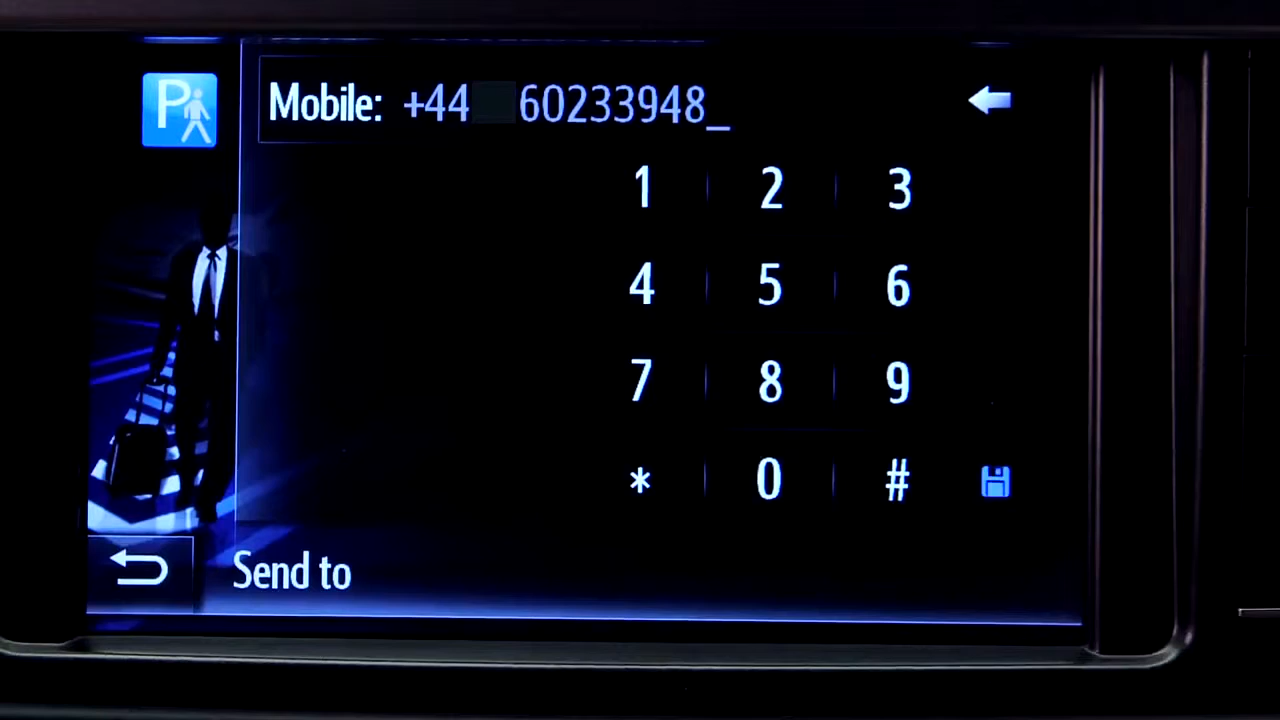 P
Mobile: +44 60233948_
1 2 3
4 5 6
7 8 9
* 0 #
Send to